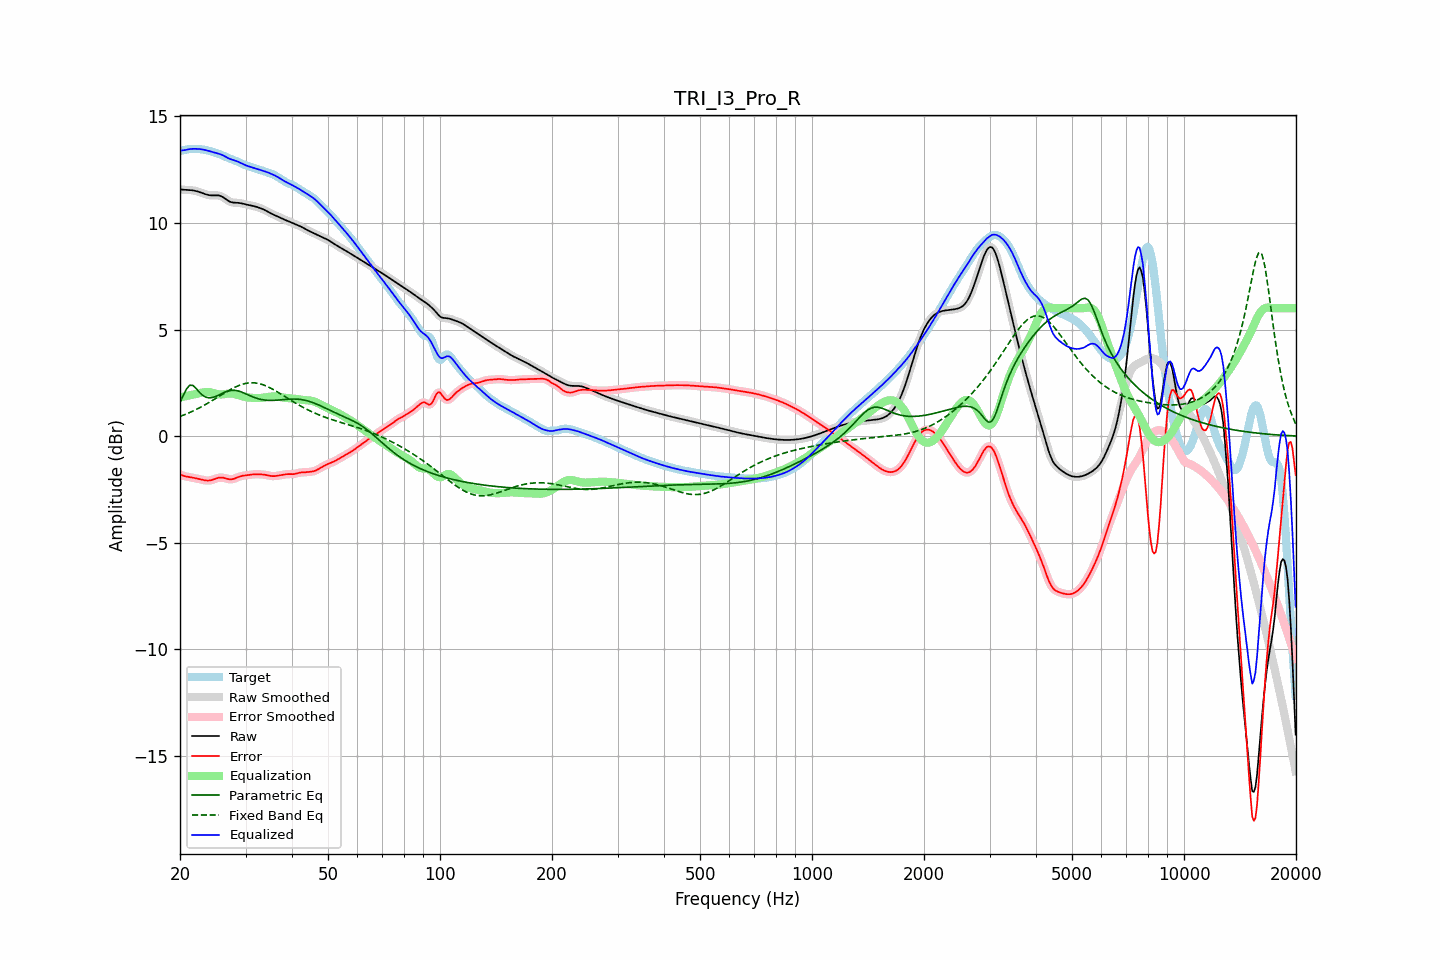 TRI_I3_Pro_R
Amplitude (dBr)
15
10
5
0
−5
−10
−15
Target
Raw Smoothed
Error Smoothed
Raw
Error
Equalization
Parametric Eq
Fixed Band Eq
Equalized
20 50 100 200 500 1000 2000 5000 10000 20000
Frequency (Hz)